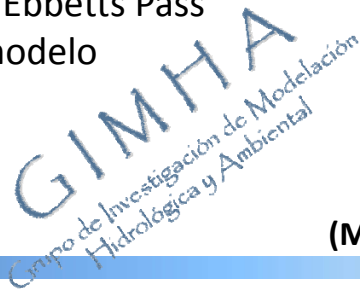 Ebbetts Pass
modelo
GIMHA
Grupo de Investigación de Modelación
Hidrológica y Ambiental
(M